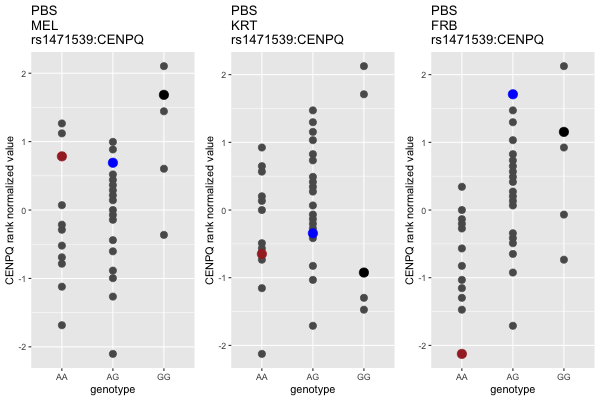 PBS
MEL
rs1471539:CENPQ
PBS
KRT
rs1471539:CENPQ
PBS
FRB
rs1471539:CENPQ
CENPQ rank normalized value
2
1
0
-1
-2
AA
AG
GG
genotype
CENPQ rank normalized value
2
1
0
-1
-2
AA
AG
GG
genotype
CENPQ rank normalized value
2
1
0
-1
-2
AA
AG
GG
genotype